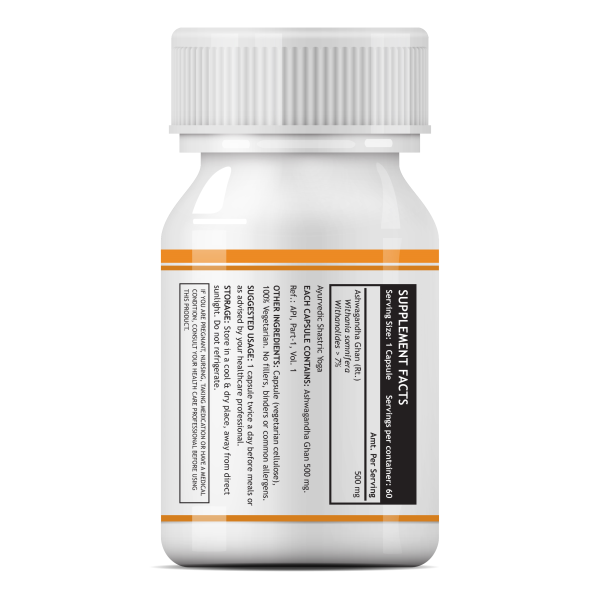 SUPPLEMENT FACTS
Serving Size: 1 Capsule Servings per container: 60
Amt. Per Serving
Ashwagandha Ghan (Rt.) 500 mg
Withania somnifera
Withanolides > 7%
Ayurvedic Shastric Yoga
EACH CAPSULE CONTAINS: Ashwagandha Ghan 500 mg.
Ref.: API, Part-1, Vol. 1
OTHER INGREDIENTS: Capsule (vegetarian cellulose),
100% Vegetarian. No fillers, binders or common allergens.
SUGGESTED USAGE: 1 capsule twice a day before meals or
as advised by your healthcare professional.
STORAGE: Store in a cool & dry place, away from direct
sunlight. Do not refrigerate.
IF YOU ARE PREGNANT, NURSING, TAKING MEDICATION OR HAVE A MEDICAL
CONDITION, CONSULT YOUR HEALTH CARE PROFESSIONAL BEFORE USING
THIS PRODUCT.